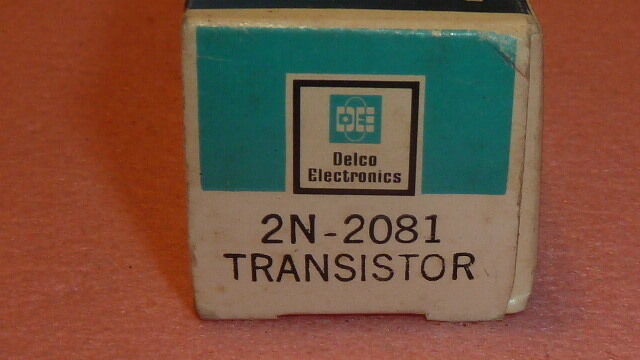 DE
Delco
Electronics
2N-2081
TRANSISTOR